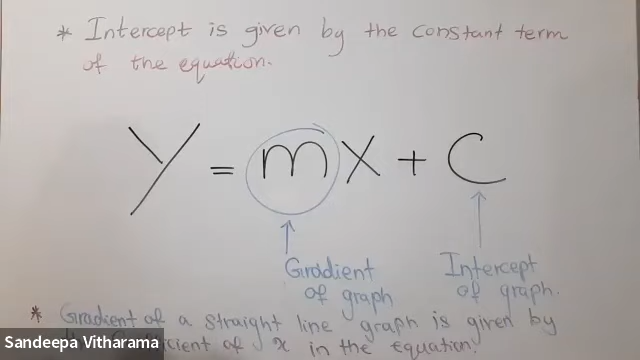 * Intercept is given by the constant term
of the equation.
Y = mX + C
Gradient
of graph
Intercept
of graph.
* Gradient of a straight line graph is given by
of x in the equation.
Sandeepa Vitharama